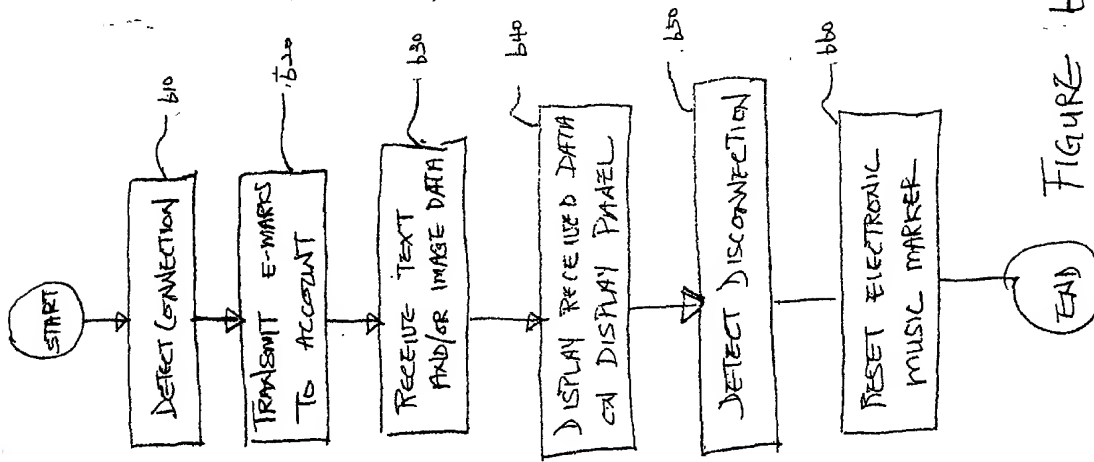 START
DETECT CONNECTION
610
TRANSMIT E-MARKS
TO ACCOUNT
620
RECEIVE TEXT
AND/OR IMAGE DATA
630
DISPLAY RECEIVED DATA
ON DISPLAY PANEL
640
DETECT DISCONNECTION
650
RESET ELECTRONIC
MUSIC MARKER
660
END
FIGURE